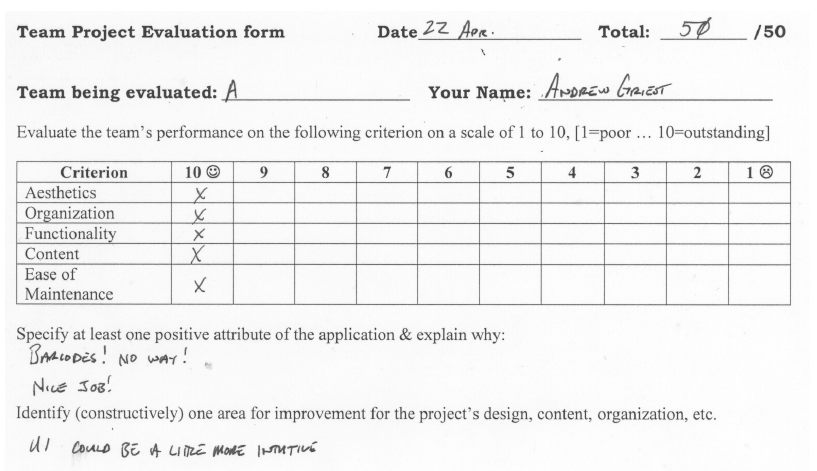 Team Project Evaluation form Date 22 Apr. Total: 50 /50
Team being evaluated: A Your Name: ANDREW GRIEST
Evaluate the team's performance on the following criterion on a scale of 1 to 10, [1=poor … 10=outstanding]
Criterion 10 ☺ 9 8 7 6 5 4 3 2 1 ☹
Aesthetics X
Organization X
Functionality X
Content X
Ease of
Maintenance X
Specify at least one positive attribute of the application & explain why:
BARCODES! NO WAY!
NICE JOB!
Identify (constructively) one area for improvement for the project's design, content, organization, etc.
UI COULD BE A LITTLE MORE INTUTIVE